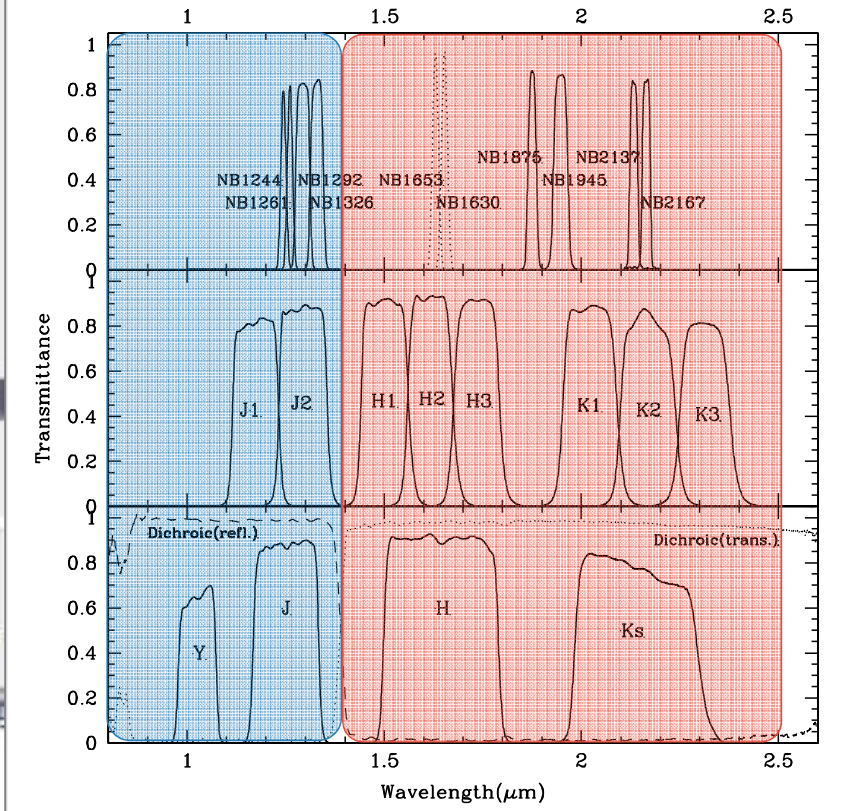 1 1.5 2 2.5
1
0.8
0.6
NB1875 NB2137
0.4 NB1244 NB1292 NB1653 NB1945
NB1261 NB1326 NB1630 NB2167
0.2
0
1
0.8
0.6
J1 J2 H1 H2 H3 K1 K2 K3
0.4
0.2
0
Transmittance
1
Dichroic(refl.) Dichroic(trans.)
0.8
0.6 J H
Ks
0.4 Y
0.2
0
1 1.5 2 2.5
Wavelength(μm)